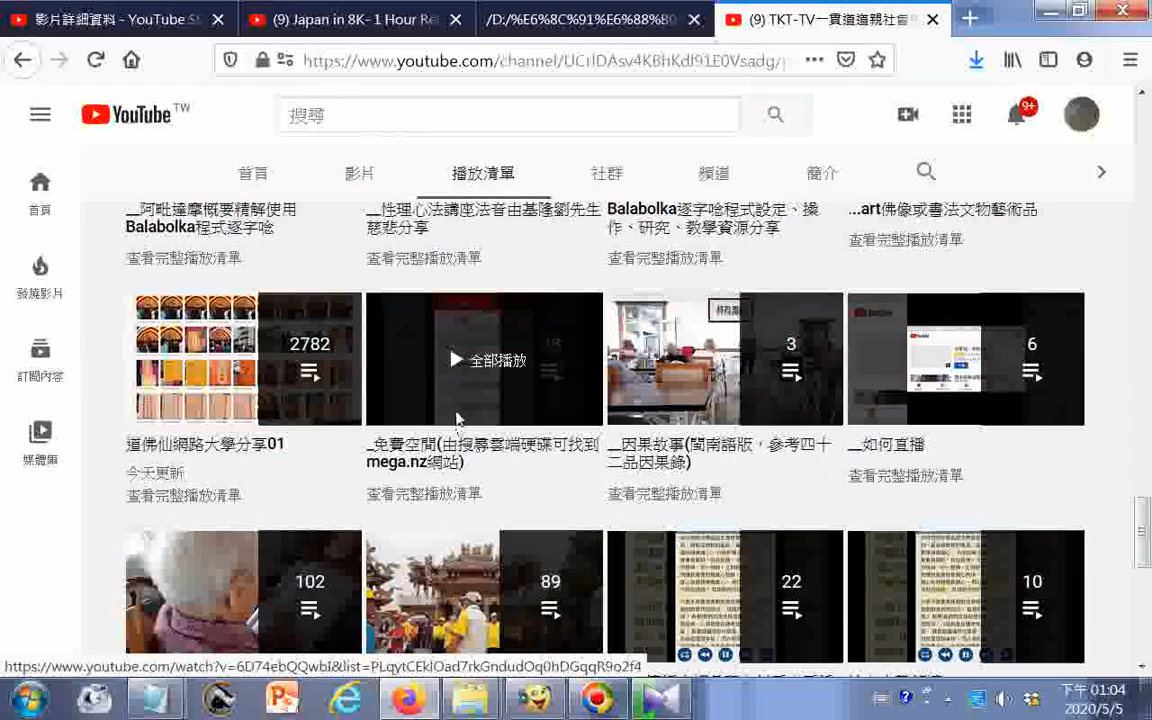 影片詳細資料 - YouTube S
(9) Japan in 8K- 1 Hour Re
/D:/%E6%8C%91%E6%88%B0
(9) TKT-TV一貫道道親社會
https://www.youtube.com/channel/UCrlDAsv4KBhKdl91E0Vsadg/p
YouTube TW
搜尋
9+
首頁
影片
播放清單
社群
頻道
簡介
首頁
發燒影片
訂閱內容
媒體庫
__阿毗達摩概要精解使用
Balabolka程式逐字唸
查看完整播放清單
__性理心法講座法音由基隆劉先生
慈悲分享
查看完整播放清單
Balabolka逐字唸程式設定、操
作、研究、教學資源分享
查看完整播放清單
...art佛像或書法文物藝術品
查看完整播放清單
2782
道佛仙網路大學分享01
今天更新
查看完整播放清單
18
全部播放
_免費空間(由搜尋雲端硬碟可找到
mega.nz網站)
查看完整播放清單
3
__因果故事(閩南語版，參考四十
二品因果錄)
查看完整播放清單
6
__如何直播
查看完整播放清單
102
89
22
10
https://www.youtube.com/watch?v=6D74ebQQwbI&list=PLqytCEklOad7rkGndudOq0hDGqqR9o2f4
下午 01:04
2020/5/5